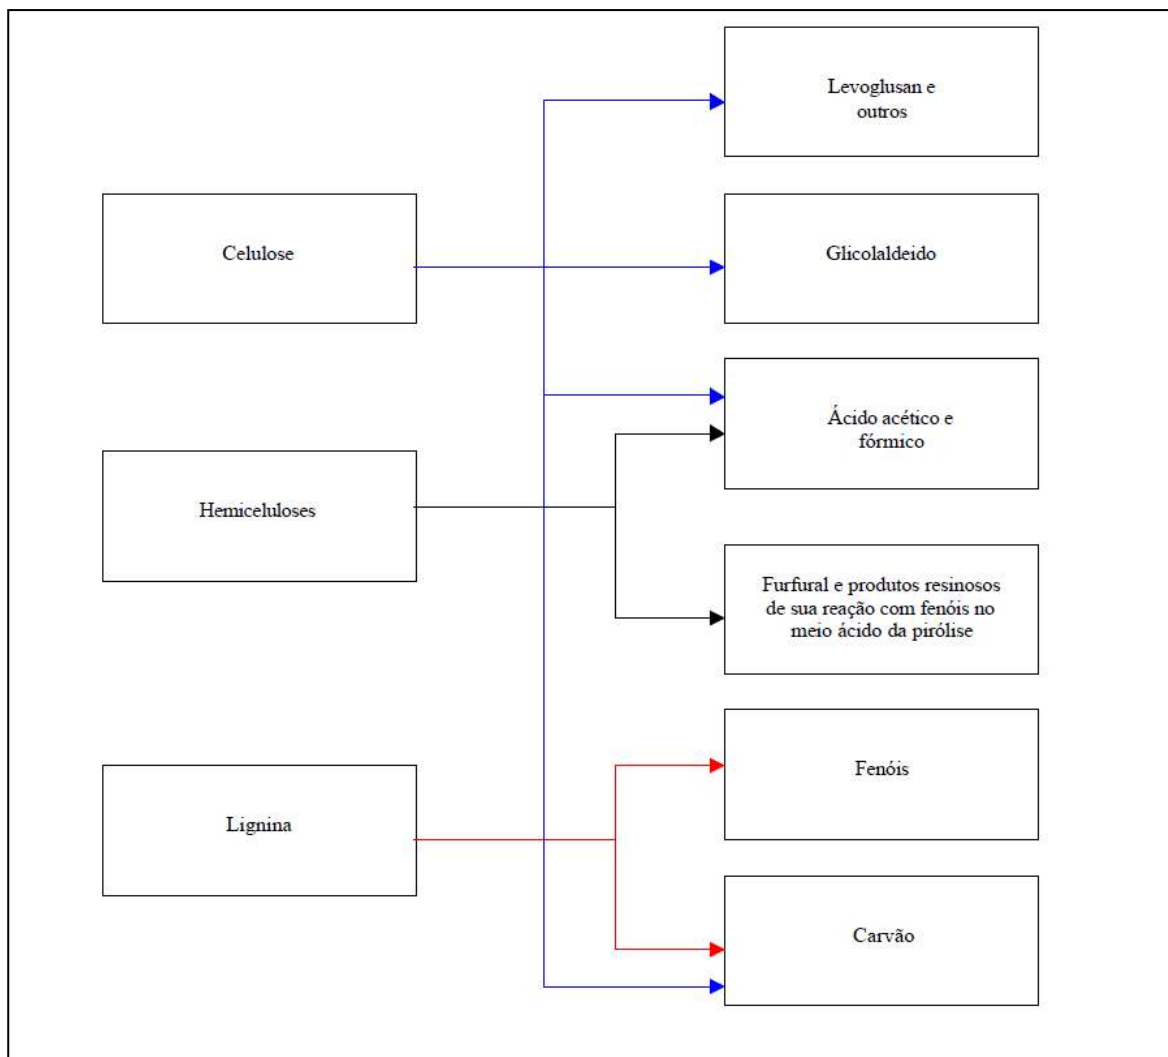 Levoglusan e
outros
Celulose
Glicolaldeido
Ácido acético e
fórmico
Hemiceluloses
Furfural e produtos resinosos
de sua reação com fenóis no
meio ácido da pirólise
Fenóis
Lignina
Carvão